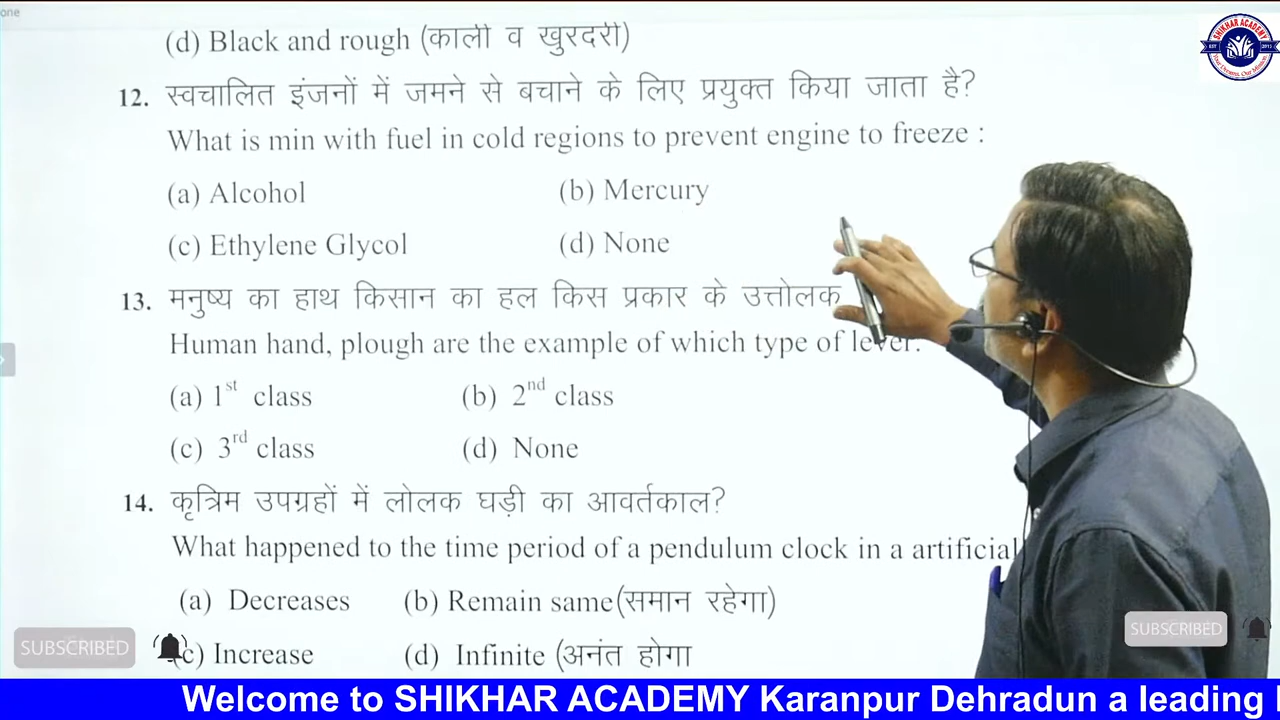 one
SHIKHAR ACADEMY
(d) Black and rough (काली व खुरदरी)
12. स्वचालित इंजनों में जमने से बचाने के लिए प्रयुक्त किया जाता है?
What is min with fuel in cold regions to prevent engine to freeze :
(a) Alcohol (b) Mercury
(c) Ethylene Glycol (d) None
13. मनुष्य का हाथ किसान का हल किस प्रकार के उत्तोलक
Human hand, plough are the example of which type of lever:
(a) 1st class (b) 2nd class
(c) 3rd class (d) None
14. कृत्रिम उपग्रहों में लोलक घड़ी का आवर्तकाल?
What happened to the time period of a pendulum clock in a artificial
(a) Decreases (b) Remain same(समान रहेगा)
(c) Increase (d) Infinite (अनंत होगा
SUBSCRIBED
SUBSCRIBED
Welcome to SHIKHAR ACADEMY Karanpur Dehradun a leading